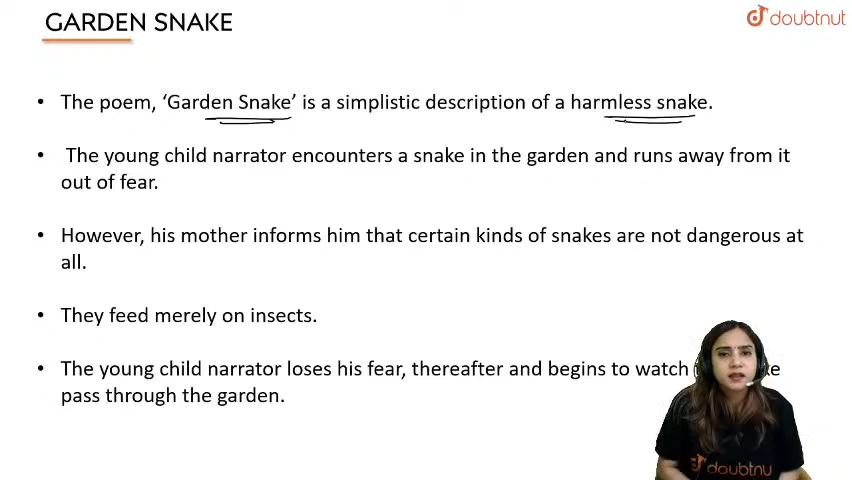 GARDEN SNAKE
doubtnut
• The poem, ‘Garden Snake’ is a simplistic description of a harmless snake.
• The young child narrator encounters a snake in the garden and runs away from it
out of fear.
• However, his mother informs him that certain kinds of snakes are not dangerous at
all.
• They feed merely on insects.
• The young child narrator loses his fear, thereafter and begins to watch
pass through the garden.
doubtnu